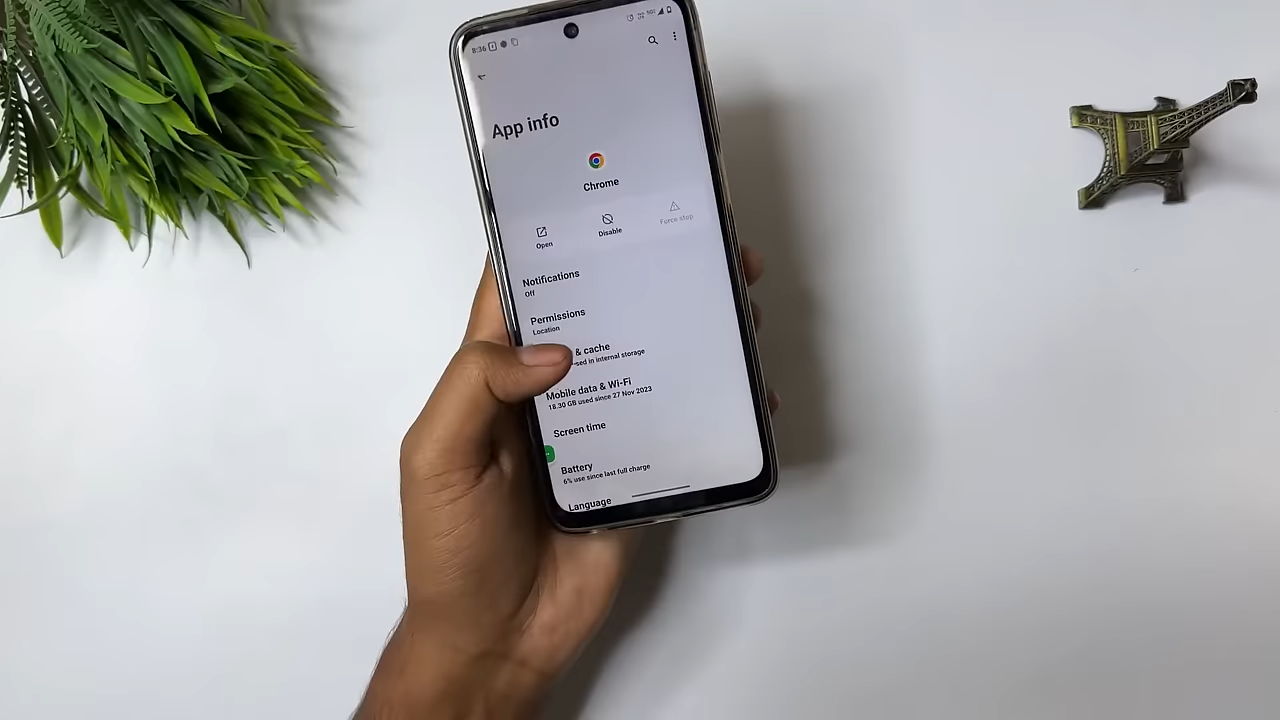 8:36
App info
Chrome
Open
Disable
Force stop
Notifications
Off
Permissions
Location
& cache
used in internal storage
Mobile data & Wi-Fi
18.30 GB used since 27 Nov 2023
Screen time
Battery
6% use since last full charge
Language